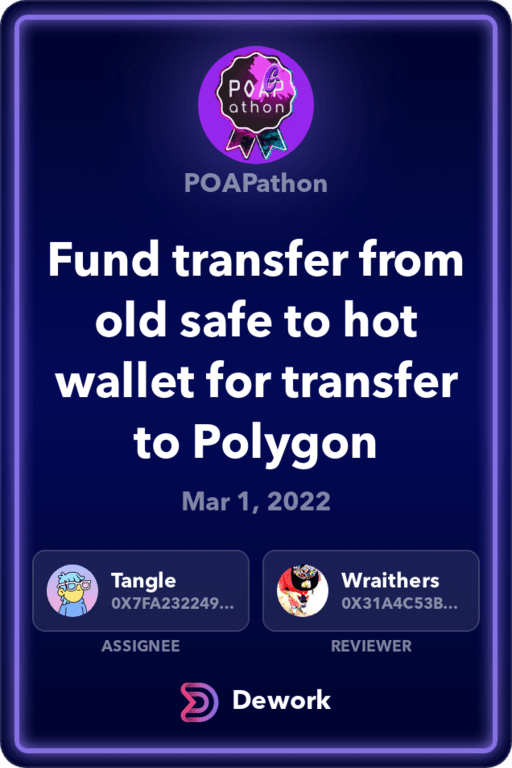 POAP
athon
POAPathon
Fund transfer from
old safe to hot
wallet for transfer
to Polygon
Mar 1, 2022
Tangle
0X7FA232249...
ASSIGNEE
Wraithers
0X31A4C53B...
REVIEWER
Dework